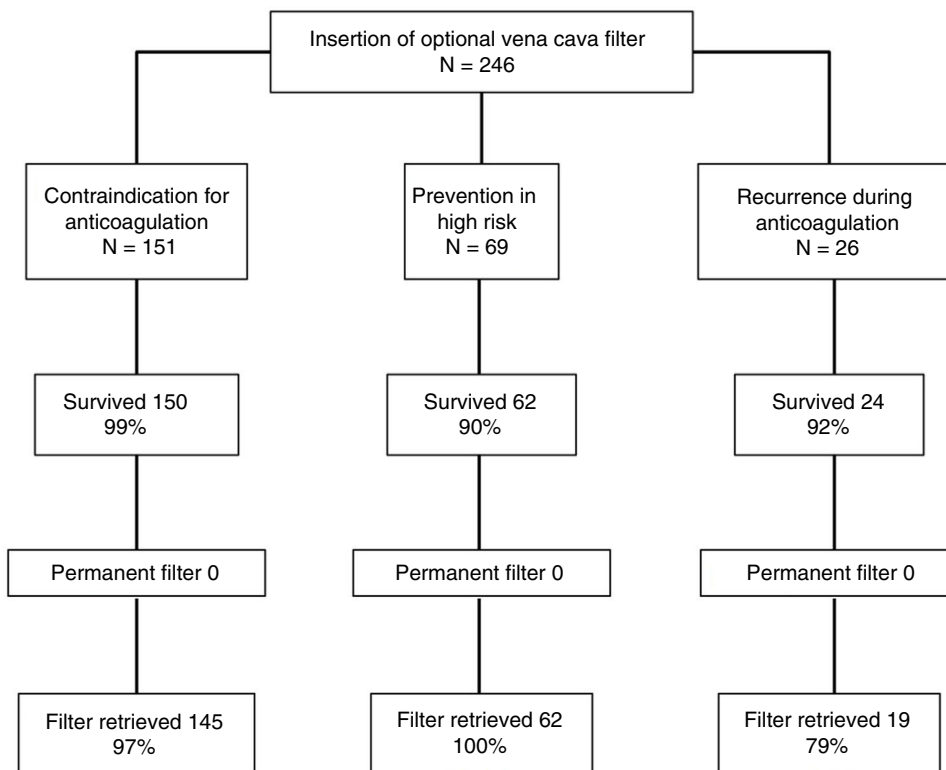 Insertion of optional vena cava filter
N = 246
Contraindication for
anticoagulation
N = 151
Prevention in
high risk
N = 69
Recurrence during
anticoagulation
N = 26
Survived 150
99%
Survived 62
90%
Survived 24
92%
Permanent filter 0
Permanent filter 0
Permanent filter 0
Filter retrieved 145
97%
Filter retrieved 62
100%
Filter retrieved 19
79%